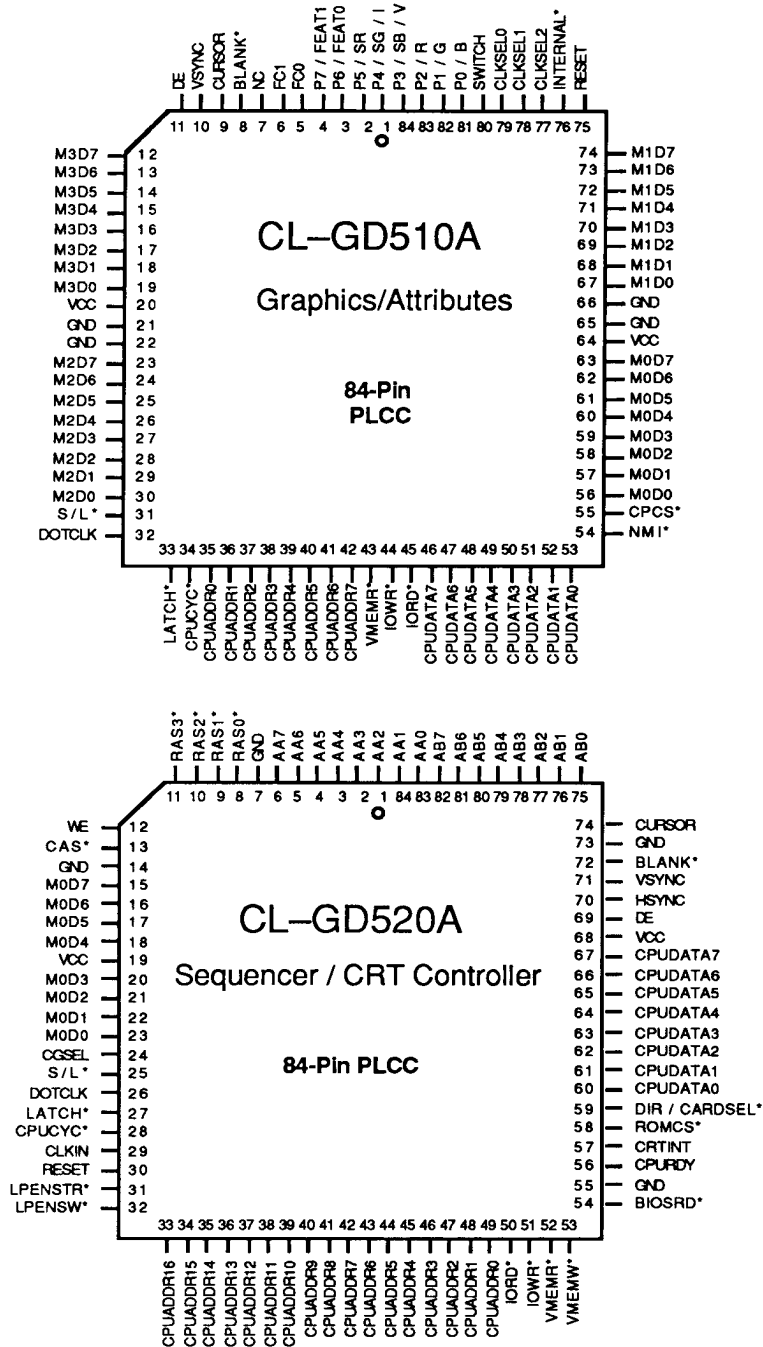 DE VSYNC CURSOR BLANK* NC FC1 FC0 P7 / FEAT1 P6 / FEAT0 P5 / SR P4 / SG / I P3 / SB / V P2 / R P1 / G P0 / B SWITCH CLKSEL0 CLKSEL1 CLKSEL2 INTERNAL* RESET
11 10 9 8 7 6 5 4 3 2 1 84 83 82 81 80 79 78 77 76 75
M3D7 12 74 M1D7
M3D6 13 73 M1D6
M3D5 14 72 M1D5
M3D4 15 71 M1D4
M3D3 16 70 M1D3
M3D2 17 69 M1D2
M3D1 18 68 M1D1
M3D0 19 67 M1D0
VCC 20 66 GND
GND 21 65 GND
GND 22 64 VCC
M2D7 23 63 M0D7
M2D6 24 62 M0D6
M2D5 25 61 M0D5
M2D4 26 60 M0D4
M2D3 27 59 M0D3
M2D2 28 58 M0D2
M2D1 29 57 M0D1
M2D0 30 56 M0D0
S/L* 31 55 CPCS*
DOTCLK 32 54 NMI*
CL–GD510A
Graphics/Attributes
84-Pin
PLCC
33 34 35 36 37 38 39 40 41 42 43 44 45 46 47 48 49 50 51 52 53
LATCH* CPUCYC* CPUADDR0 CPUADDR1 CPUADDR2 CPUADDR3 CPUADDR4 CPUADDR5 CPUADDR6 CPUADDR7 VMEMR* IOWR* IORD* CPUDATA7 CPUDATA6 CPUDATA5 CPUDATA4 CPUDATA3 CPUDATA2 CPUDATA1 CPUDATA0
RAS3* RAS2* RAS1* RAS0* GND AA7 AA6 AA5 AA4 AA3 AA2 AA1 AA0 AB7 AB6 AB5 AB4 AB3 AB2 AB1 AB0
11 10 9 8 7 6 5 4 3 2 1 84 83 82 81 80 79 78 77 76 75
WE 12 74 CURSOR
CAS* 13 73 GND
GND 14 72 BLANK*
M0D7 15 71 VSYNC
M0D6 16 70 HSYNC
M0D5 17 69 DE
M0D4 18 68 VCC
VCC 19 67 CPUDATA7
M0D3 20 66 CPUDATA6
M0D2 21 65 CPUDATA5
M0D1 22 64 CPUDATA4
M0D0 23 63 CPUDATA3
CGSEL 24 62 CPUDATA2
S/L* 25 61 CPUDATA1
DOTCLK 26 60 CPUDATA0
LATCH* 27 59 DIR / CARDSEL*
CPUCYC* 28 58 ROMCS*
CLKIN 29 57 CRTINT
RESET 30 56 CPURDY
LPENSTR* 31 55 GND
LPENSW* 32 54 BIOSRD*
CL–GD520A
Sequencer / CRT Controller
84-Pin PLCC
33 34 35 36 37 38 39 40 41 42 43 44 45 46 47 48 49 50 51 52 53
CPUADDR16 CPUADDR15 CPUADDR14 CPUADDR13 CPUADDR12 CPUADDR11 CPUADDR10 CPUADDR9 CPUADDR8 CPUADDR7 CPUADDR6 CPUADDR5 CPUADDR4 CPUADDR3 CPUADDR2 CPUADDR1 CPUADDR0 IORD* IOWR* VMEMR* VMEMW*